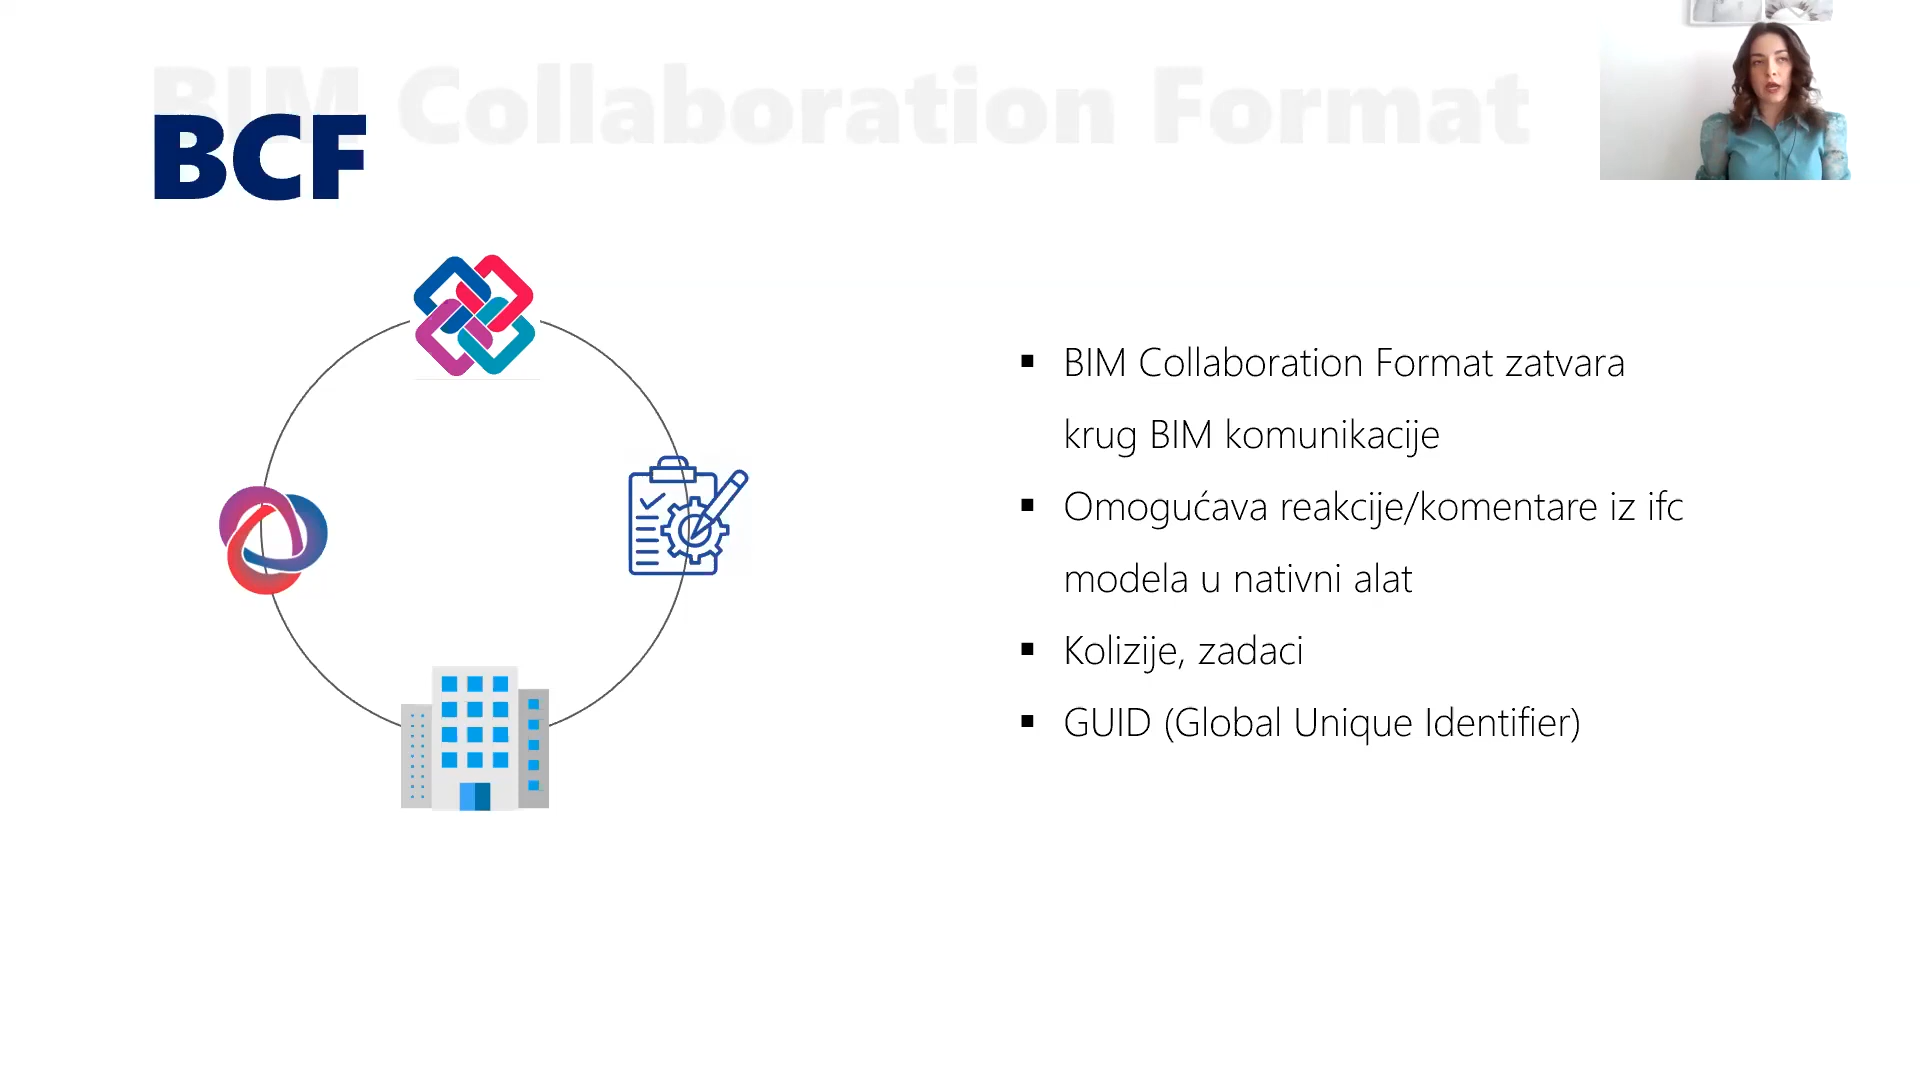 BIM Collaboration Format
BCF
▪ BIM Collaboration Format zatvara
krug BIM komunikacije
▪ Omogućava reakcije/komentare iz ifc
modela u nativni alat
▪ Kolizije, zadaci
▪ GUID (Global Unique Identifier)